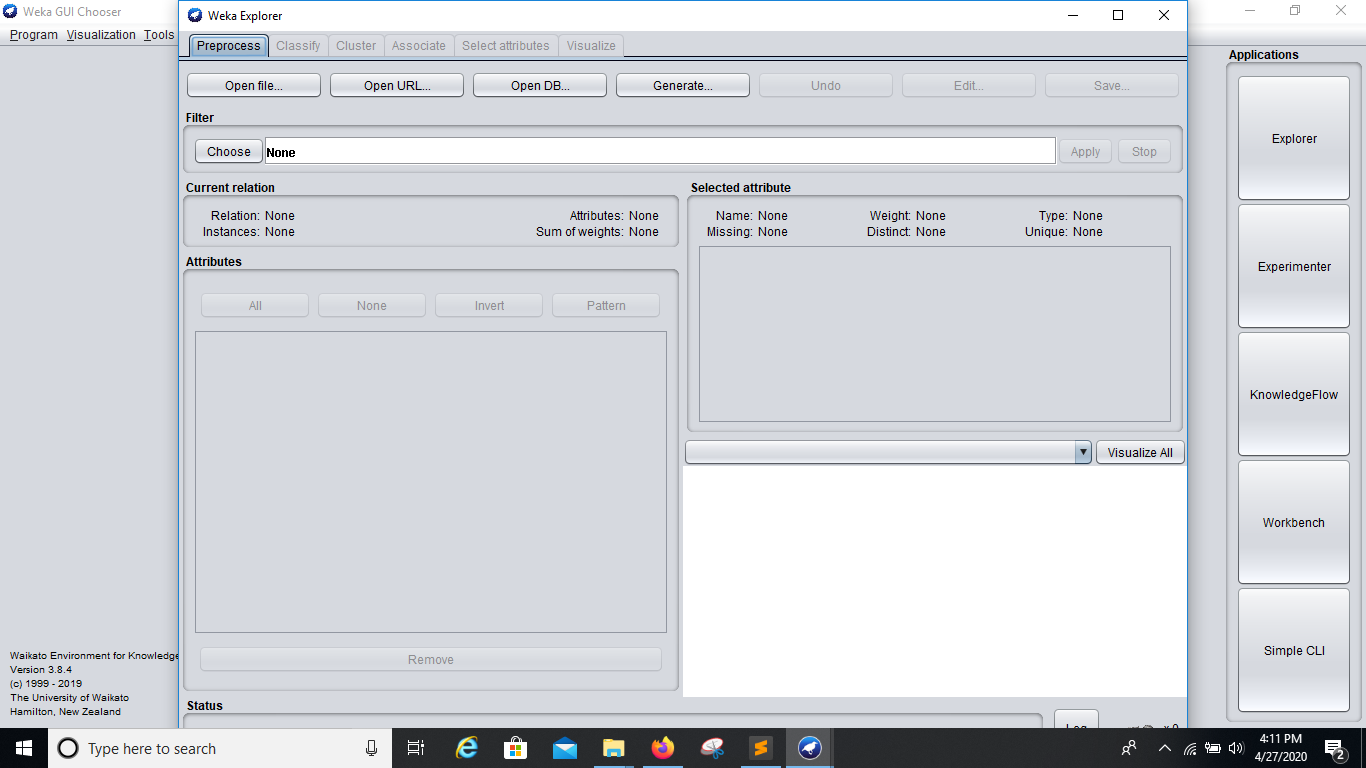 Weka GUI Chooser
Program Visualization Tools
Weka Explorer
Preprocess Classify Cluster Associate Select attributes Visualize
Open file... Open URL... Open DB... Generate... Undo Edit... Save...
Filter
Choose None Apply Stop
Current relation
Relation: None Attributes: None
Instances: None Sum of weights: None
Attributes
All None Invert Pattern
Remove
Selected attribute
Name: None Weight: None Type: None
Missing: None Distinct: None Unique: None
Visualize All
Status
Log x 0
Applications
Explorer
Experimenter
KnowledgeFlow
Workbench
Simple CLI
Waikato Environment for Knowledge
Version 3.8.4
(c) 1999 - 2019
The University of Waikato
Hamilton, New Zealand
Type here to search
4:11 PM
4/27/2020
2